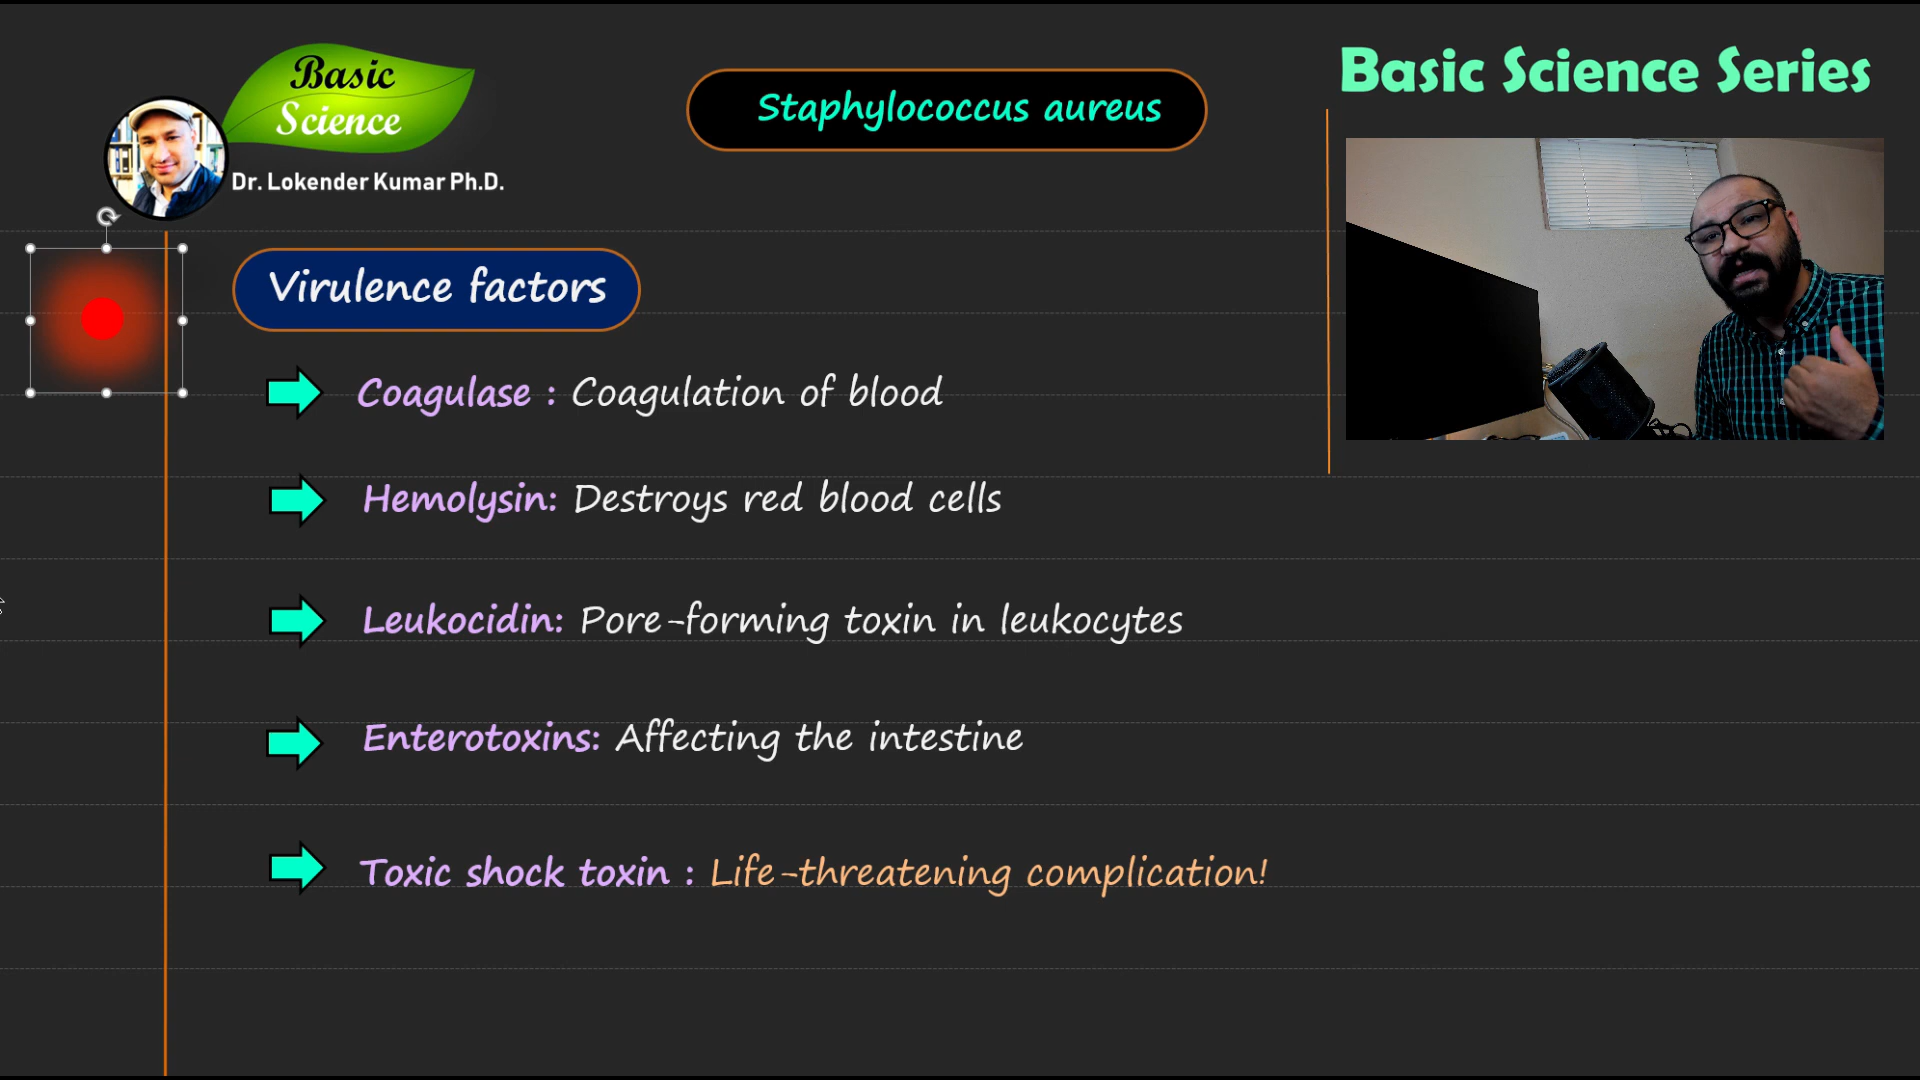 Basic
Science
Dr. Lokender Kumar Ph.D.
Staphylococcus aureus
Basic Science Series
Virulence factors
Coagulase : Coagulation of blood
Hemolysin: Destroys red blood cells
Leukocidin: Pore-forming toxin in leukocytes
Enterotoxins: Affecting the intestine
Toxic shock toxin : Life-threatening complication!